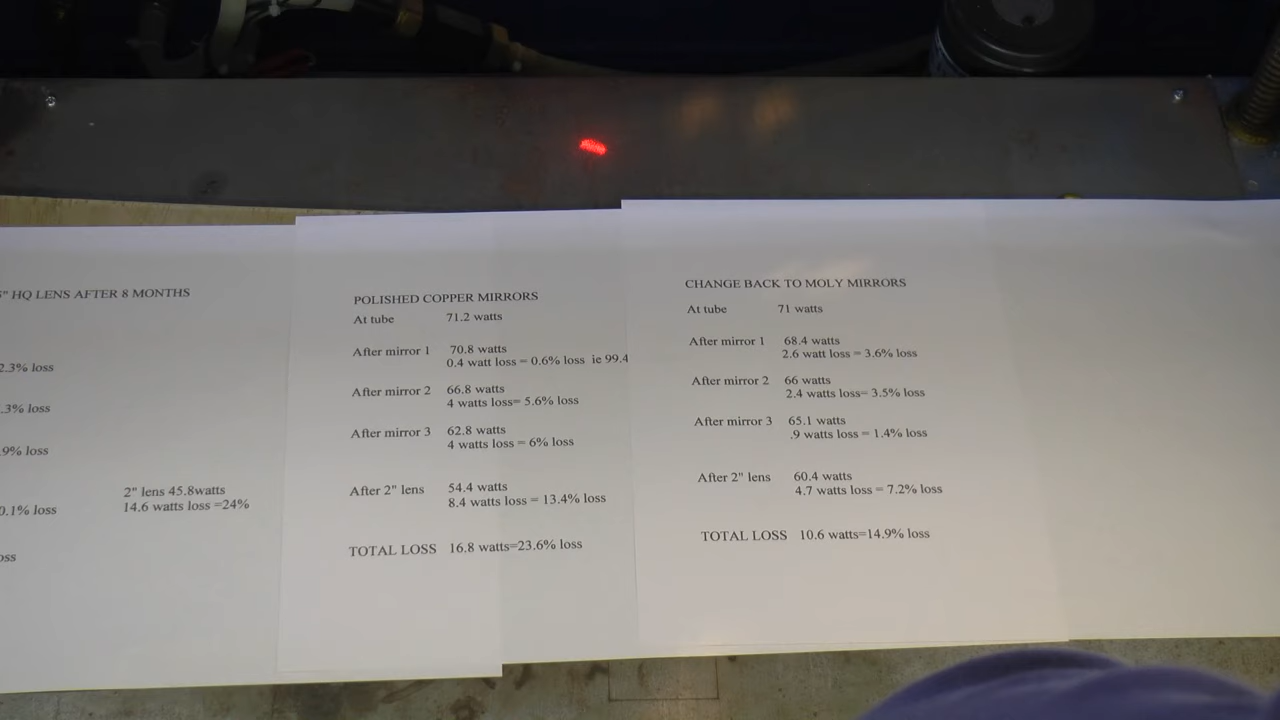 " HQ LENS AFTER 8 MONTHS
2.3% loss
.3% loss
.9% loss
2" lens 45.8watts
0.1% loss
14.6 watts loss =24%
oss
POLISHED COPPER MIRRORS
At tube 71.2 watts
After mirror 1 70.8 watts
0.4 watt loss = 0.6% loss ie 99.4
After mirror 2 66.8 watts
4 watts loss= 5.6% loss
After mirror 3 62.8 watts
4 watts loss = 6% loss
After 2" lens 54.4 watts
8.4 watts loss = 13.4% loss
TOTAL LOSS 16.8 watts=23.6% loss
CHANGE BACK TO MOLY MIRRORS
At tube 71 watts
After mirror 1 68.4 watts
2.6 watt loss = 3.6% loss
After mirror 2 66 watts
2.4 watts loss= 3.5% loss
After mirror 3 65.1 watts
.9 watts loss = 1.4% loss
After 2" lens 60.4 watts
4.7 watts loss = 7.2% loss
TOTAL LOSS 10.6 watts=14.9% loss